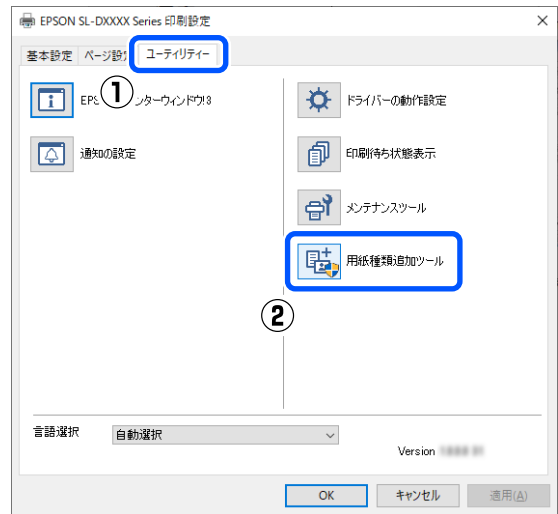 EPSON SL-DXXXX Series 印刷設定
基本設定 ページ設 ユーティリティー
①
EPS ンターウィンドウ!3
通知の設定
ドライバーの動作設定
印刷待ち状態表示
メンテナンスツール
用紙種類追加ツール
②
言語選択 自動選択
Version
OK キャンセル 適用(A)